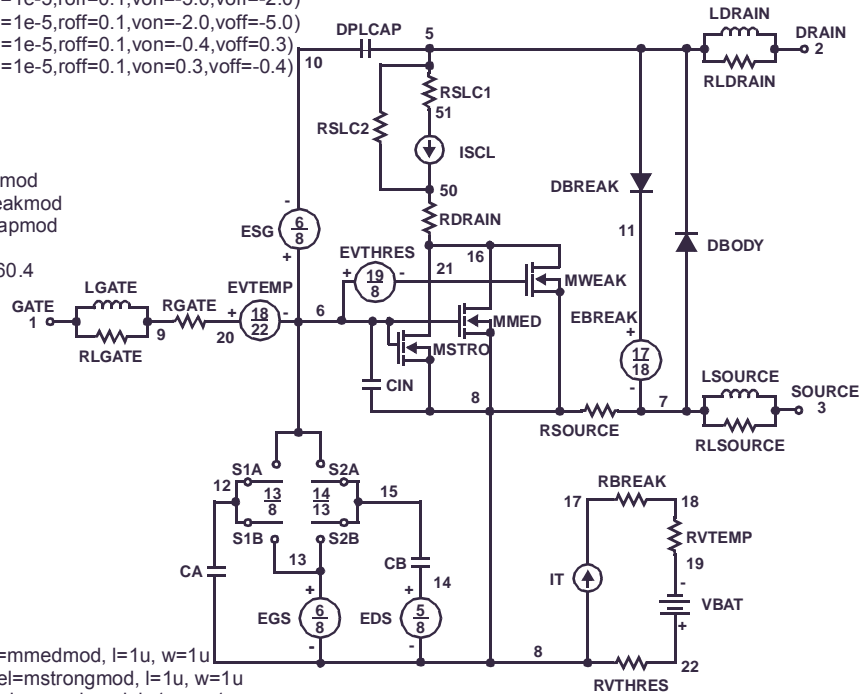 =1e-5,roff=0.1,von=-5.0,voff=-2.0)
=1e-5,roff=0.1,von=-2.0,voff=-5.0)
=1e-5,roff=0.1,von=-0.4,voff=0.3)
=1e-5,roff=0.1,von=0.3,voff=-0.4)
LDRAIN
DPLCAP
5
DRAIN
2
10
RLDRAIN
RSLC1
51
RSLC2
ISCL
mod
eakmod
apmod
50
DBREAK
RDRAIN
ESG
6
8
-
+
11
DBODY
EVTHRES
16
60.4
+ 19 -
8
21
MWEAK
LGATE
EVTEMP
GATE
1
RGATE
+ 18 -
22
6
MMED
EBREAK
+
9
20
MSTRO
RLGATE
17
18
-
LSOURCE
CIN
8
7
SOURCE
3
RSOURCE
RLSOURCE
S1A
S2A
12
13
8
14
13
15
RBREAK
17
18
S1B
S2B
RVTEMP
13
CB
19
CA
14
IT
-
VBAT
+
+
EGS
6
8
-
+
EDS
5
8
-
+
8
22
=mmedmod, l=1u, w=1u
el=mstrongmod, l=1u, w=1u
RVTHRES